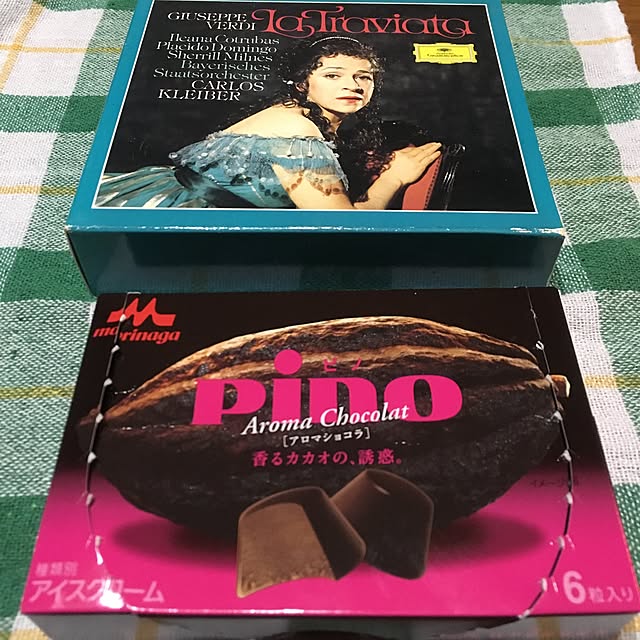 GIUSEPPE
VERDI
La Traviata
Ileana Cotrubas
Placido Domingo
Sherrill Milnes
Bayerisches
Staatsorchester
CARLOS
KLEIBER
morinaga
ピノ
pino
Aroma Chocolat
[アロマショコラ]
香るカカオの、誘惑。
種類別
アイスクリーム
6粒入り